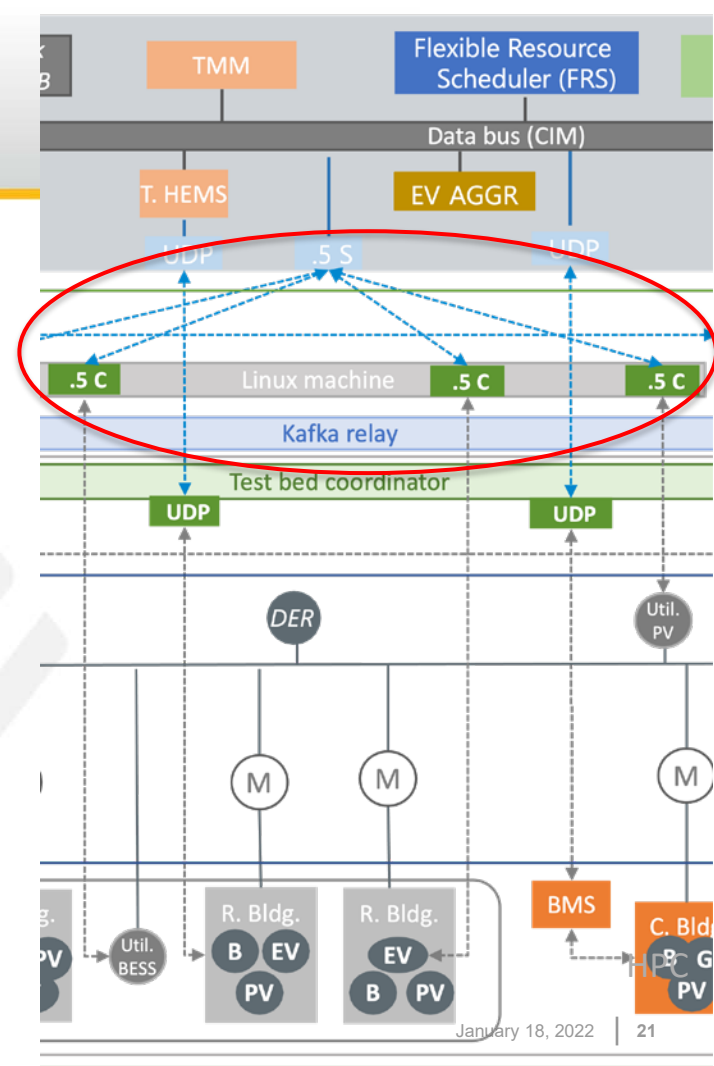 B
TMM
Flexible Resource
Scheduler (FRS)
Data bus (CIM)
T. HEMS
EV AGGR
UDP
.5 S
UDP
.5 C
Linux machine
.5 C
.5 C
Kafka relay
Test bed coordinator
UDP
UDP
DER
Util.
PV
M
M
M
BMS
R. Bldg.
R. Bldg.
C. Bldg
Util.
BESS
PV
B
EV
PV
EV
B
PV
B
G
PV
HPC
January 18, 2022
21